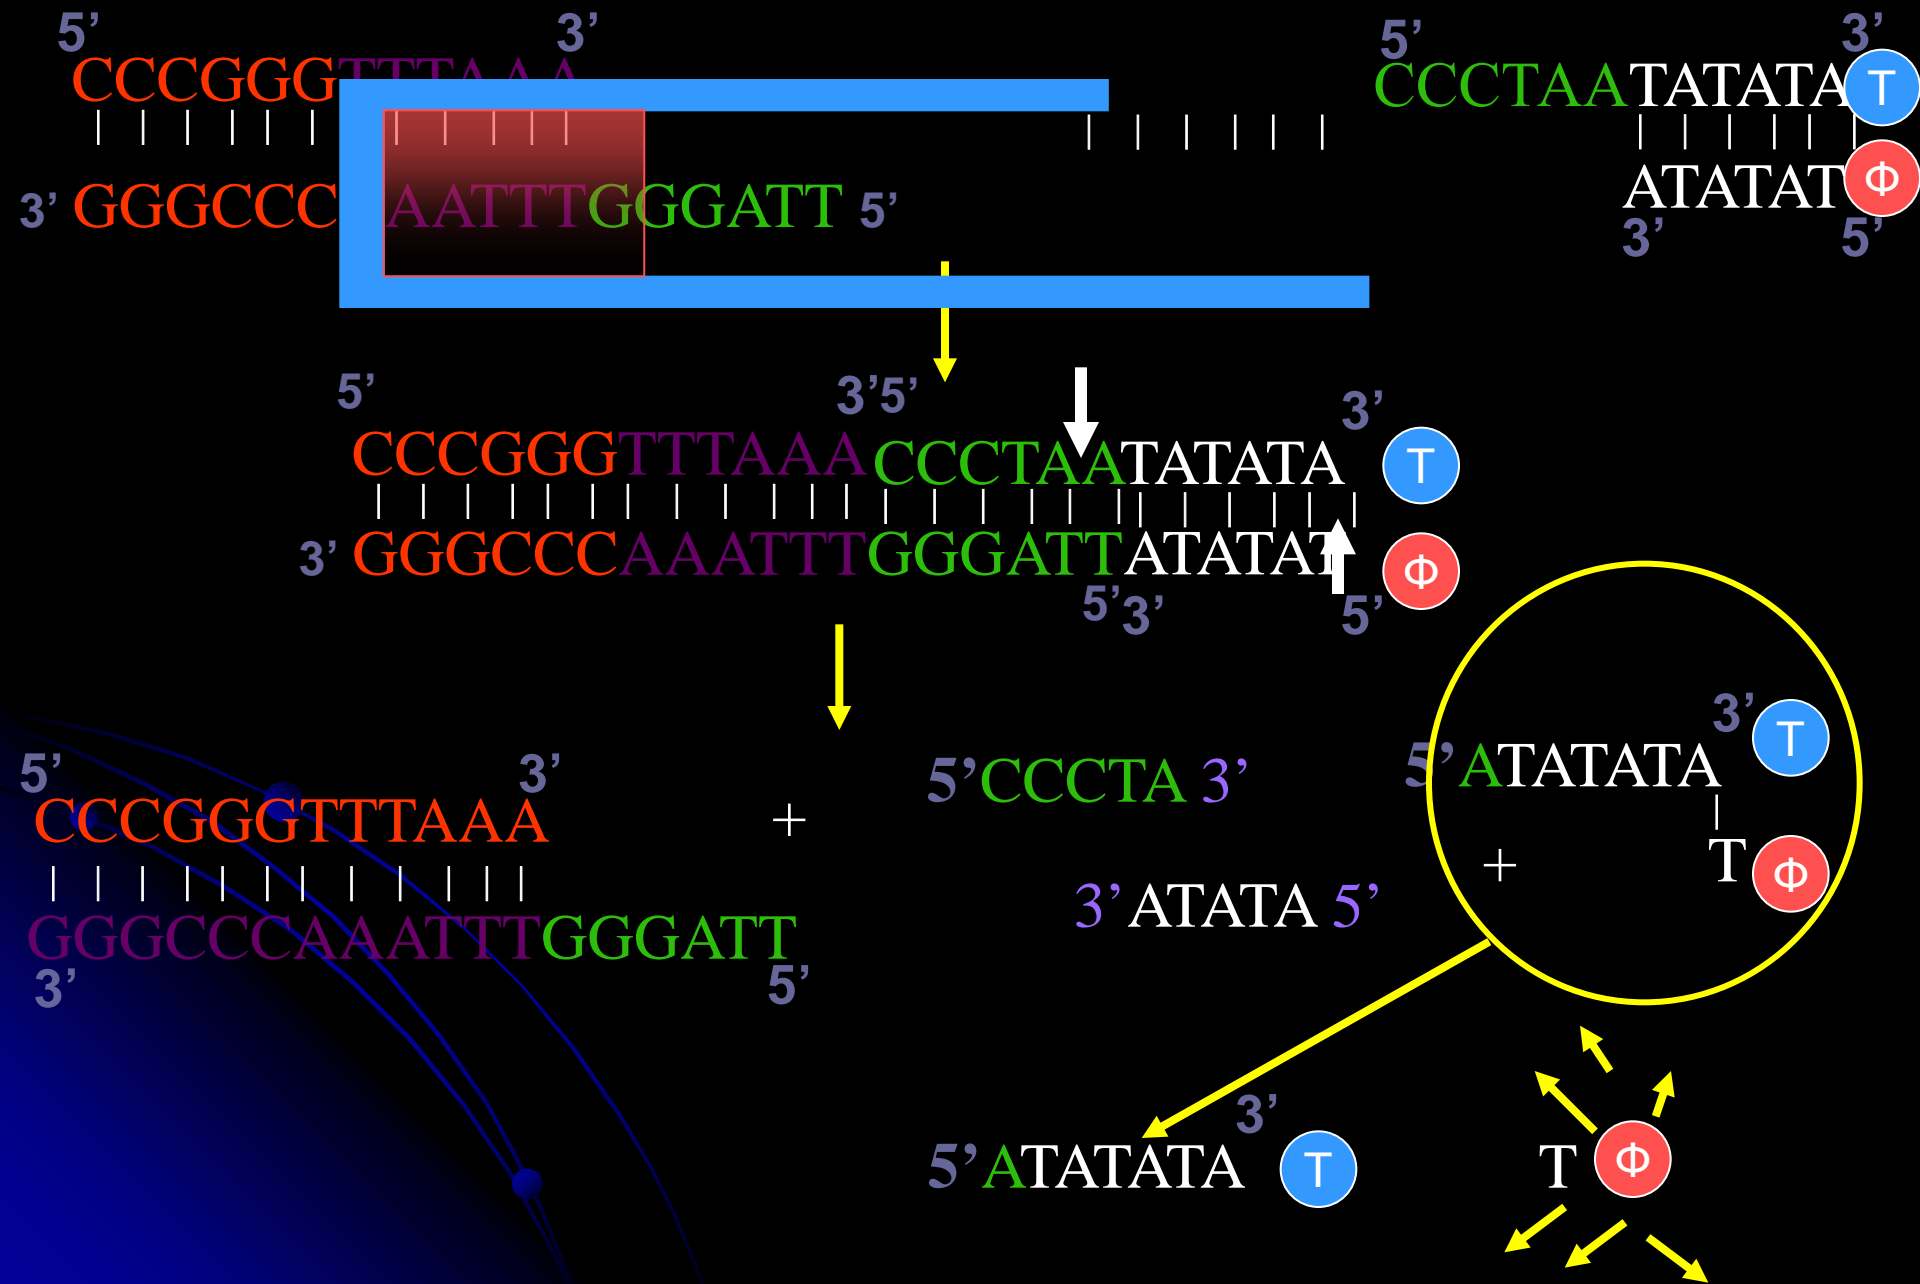 5’ 3’
CCCGGGTTTAAA
3’ GGGCCC AATTTGGGATT 5’
5’ 3’
CCCTAATATATA T
ATATAT Ф
3’ 5’
5’ 3’5’ 3’
CCCGGGTTTAAACCCTAATATATA T
3’ GGGCCCAAATTTGGGATTATATAT Ф
5’3’ 5’
5’ 3’
CCCGGGTTTAAA
+
GGGCCCAAATTTGGGATT
3’ 5’
5’CCCTA 3’
3’ATATA 5’
3’
5’ATATATA T
+
T Ф
3’
5’ATATATA T
T Ф